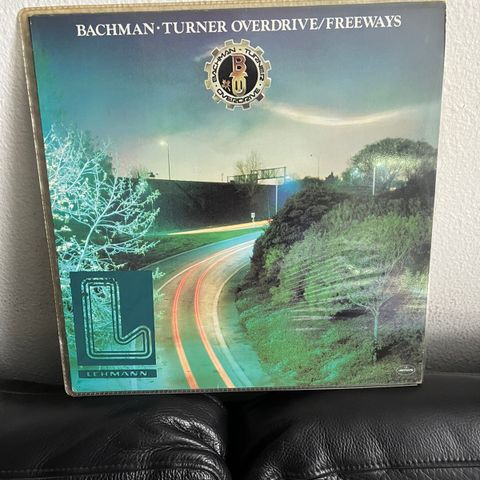 BACHMAN · TURNER OVERDRIVE/FREEWAYS
BACHMAN · TURNER
B
OVERDRIVE
L
LEHMANN